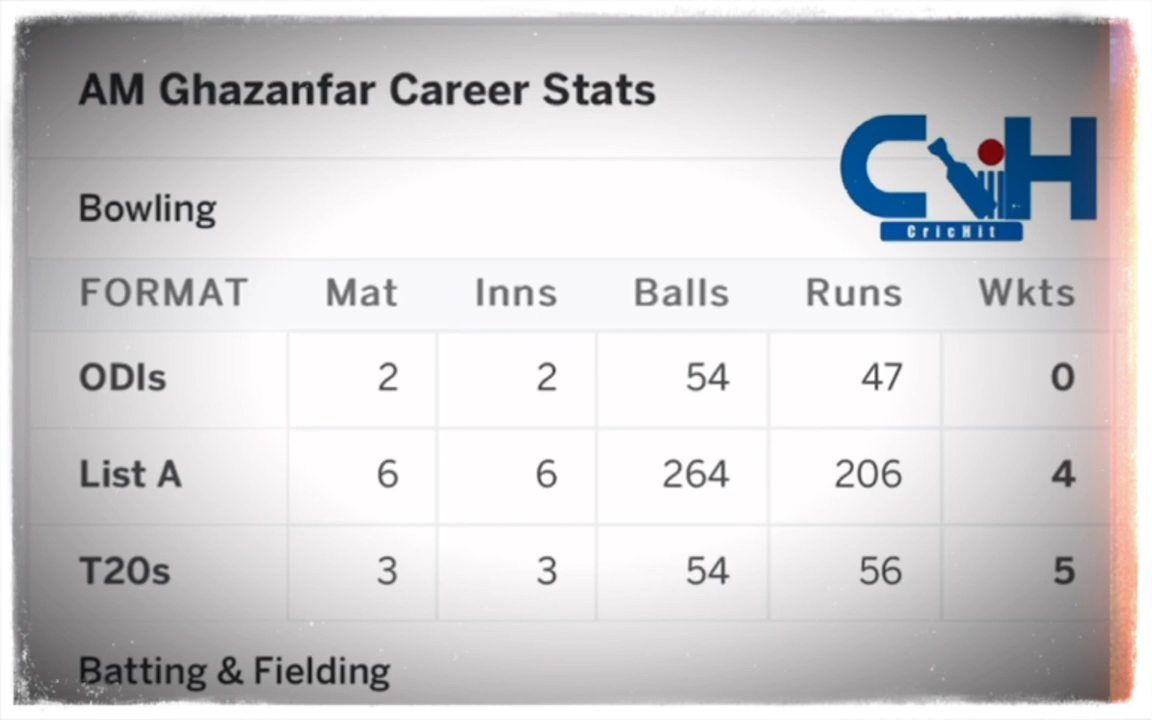 AM Ghazanfar Career Stats
CH
CricHit
Bowling
FORMAT Mat Inns Balls Runs Wkts
ODIs 2 2 54 47 0
List A 6 6 264 206 4
T20s 3 3 54 56 5
Batting & Fielding